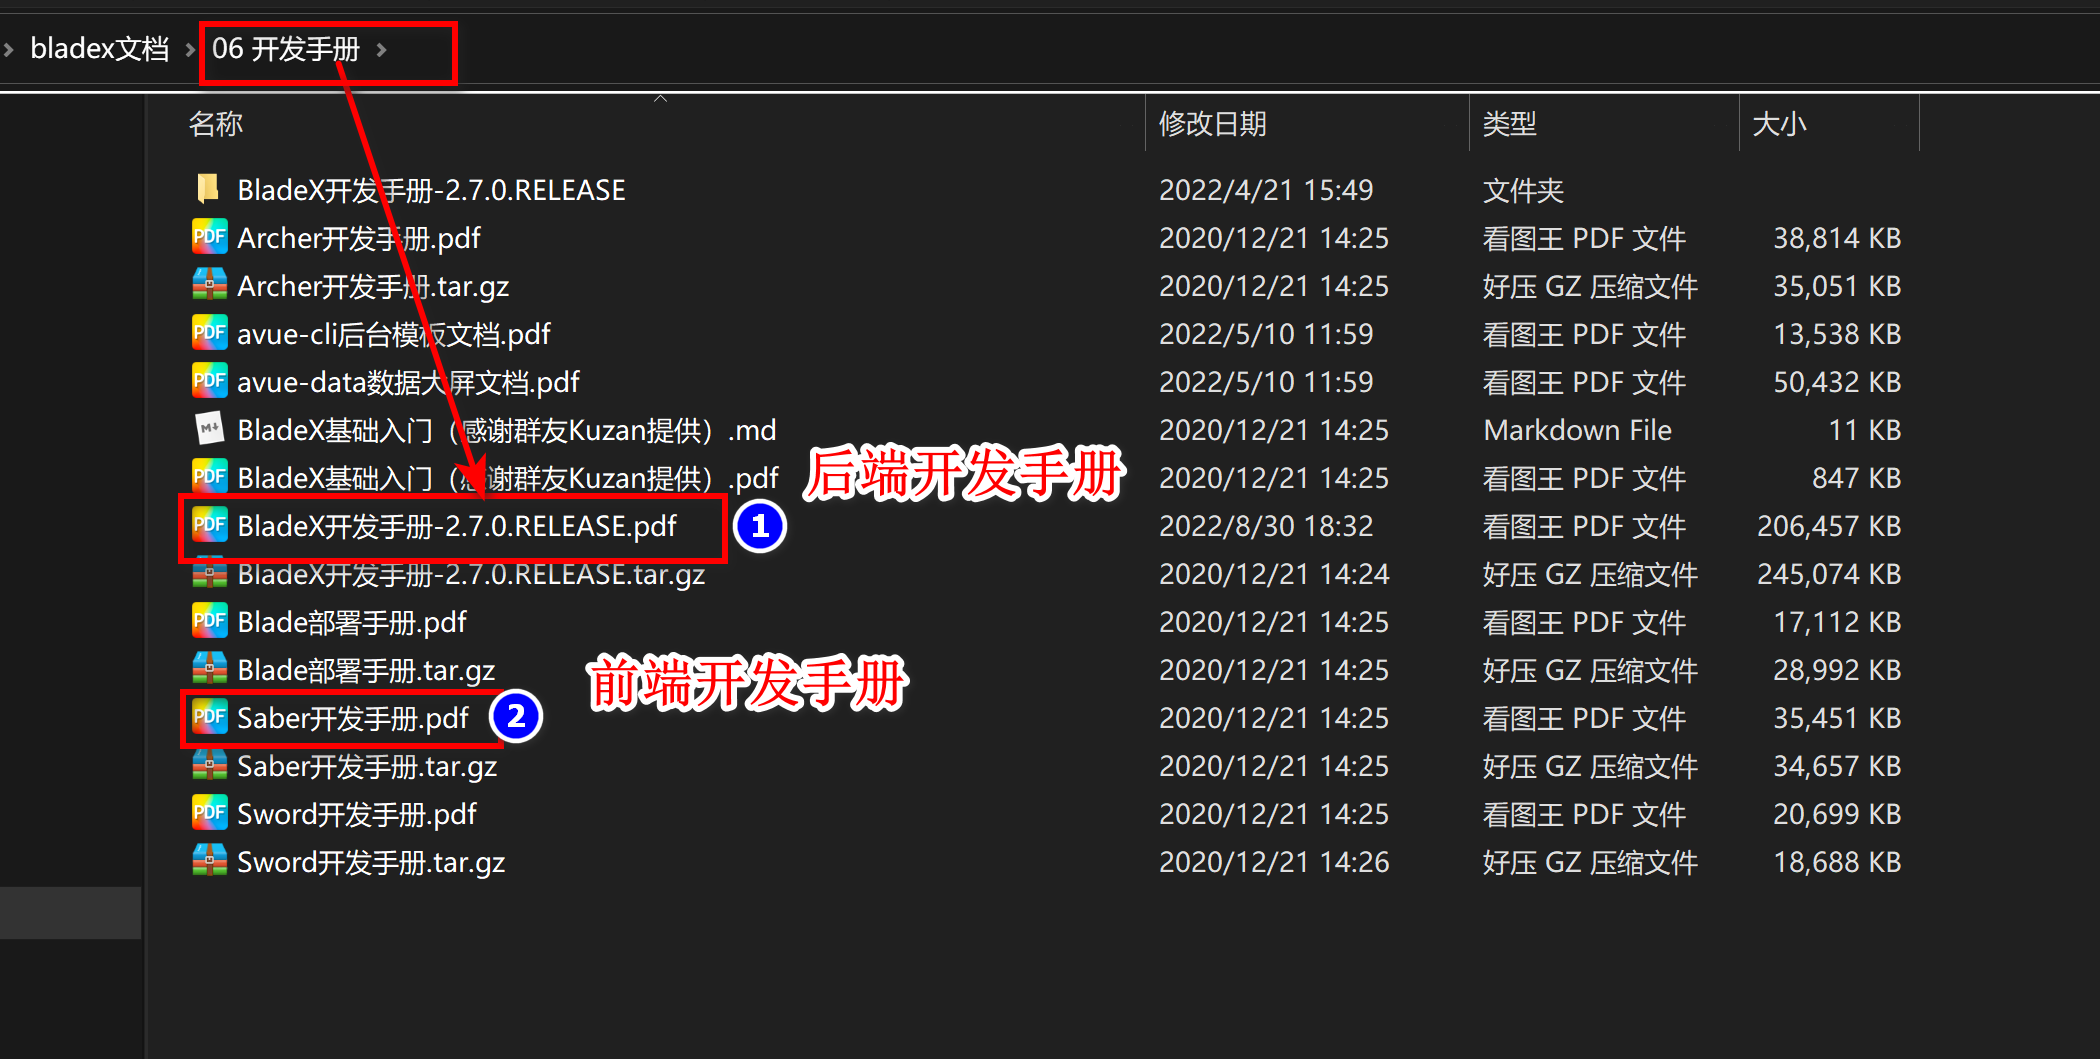 bladex文档 06 开发手册
名称 修改日期 类型 大小
BladeX开发手册-2.7.0.RELEASE 2022/4/21 15:49 文件夹
PDF Archer开发手册.pdf 2020/12/21 14:25 看图王 PDF 文件 38,814 KB
Archer开发手册.tar.gz 2020/12/21 14:25 好压 GZ 压缩文件 35,051 KB
PDF avue-cli后台模板文档.pdf 2022/5/10 11:59 看图王 PDF 文件 13,538 KB
PDF avue-data数据大屏文档.pdf 2022/5/10 11:59 看图王 PDF 文件 50,432 KB
M BladeX基础入门（感谢群友Kuzan提供）.md 2020/12/21 14:25 Markdown File 11 KB
PDF BladeX基础入门（感谢群友Kuzan提供）.pdf 2020/12/21 14:25 看图王 PDF 文件 847 KB
后端开发手册
PDF BladeX开发手册-2.7.0.RELEASE.pdf 1 2022/8/30 18:32 看图王 PDF 文件 206,457 KB
BladeX开发手册-2.7.0.RELEASE.tar.gz 2020/12/21 14:24 好压 GZ 压缩文件 245,074 KB
PDF Blade部署手册.pdf 2020/12/21 14:25 看图王 PDF 文件 17,112 KB
Blade部署手册.tar.gz 2020/12/21 14:25 好压 GZ 压缩文件 28,992 KB
前端开发手册
PDF Saber开发手册.pdf 2 2020/12/21 14:25 看图王 PDF 文件 35,451 KB
Saber开发手册.tar.gz 2020/12/21 14:25 好压 GZ 压缩文件 34,657 KB
PDF Sword开发手册.pdf 2020/12/21 14:25 看图王 PDF 文件 20,699 KB
Sword开发手册.tar.gz 2020/12/21 14:26 好压 GZ 压缩文件 18,688 KB